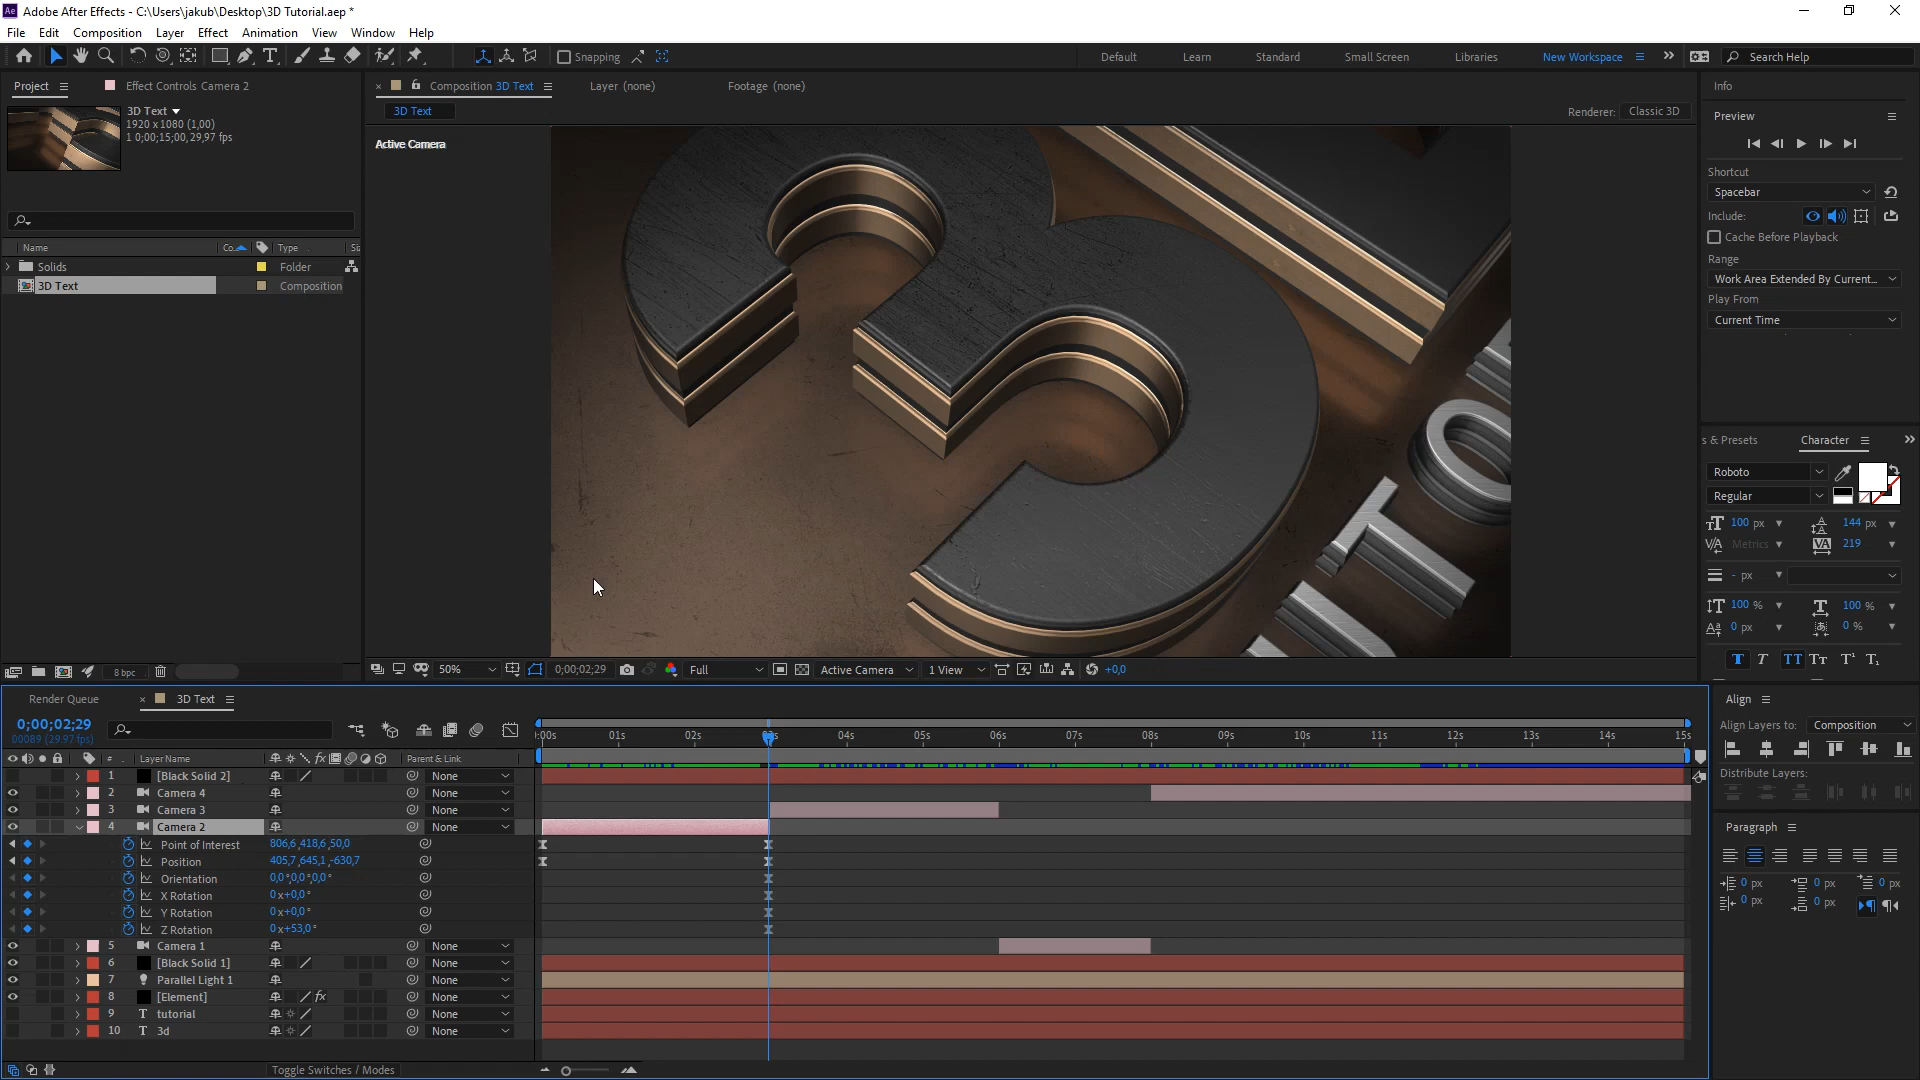 Ae Adobe After Effects - C:\Users\jakub\Desktop\3D Tutorial.aep *
File Edit Composition Layer Effect Animation View Window Help
Snapping
Default Learn Standard Small Screen Libraries New Workspace Search Help
Project Effect Controls Camera 2
Composition 3D Text Layer (none) Footage (none)
Info
3D Text
1920 x 1080 (1,00)
Δ 0;00;15;00, 29,97 fps
3D Text
Renderer: Classic 3D
Preview
Active Camera
Shortcut
Spacebar
Include:
Cache Before Playback
Range
Work Area Extended By Current...
Play From
Current Time
Name Co... Type Siz
Solids Folder
3D Text Composition
s & Presets Character
Roboto
Regular
100 px 144 px
Metrics 219
- px
100 % 100 %
0 px 0 %
8 bpc
50% 0;00;02;29 Full Active Camera 1 View +0,0
3
TUTO
Render Queue 3D Text
0;00;02;29
00089 (29.97 fps)
# Layer Name Parent & Link
0:00s 01s 02s 03s 04s 05s 06s 07s 08s 09s 10s 11s 12s 13s 14s 15s
1 [Black Solid 2] None
2 Camera 4 None
3 Camera 3 None
4 Camera 2 None
Point of Interest 806,6,418,6,50,0
Position 405,7,645,1,-630,7
Orientation 0,0°,0,0°,0,0°
X Rotation 0x+0,0°
Y Rotation 0x+0,0°
Z Rotation 0x+53,0°
5 Camera 1 None
6 [Black Solid 1] None
7 Parallel Light 1 None
8 [Element] fx None
9 T tutorial None
10 T 3d None
Toggle Switches / Modes
Align
Align Layers to: Composition
Distribute Layers:
Paragraph
0 px 0 px 0 px
0 px 0 px